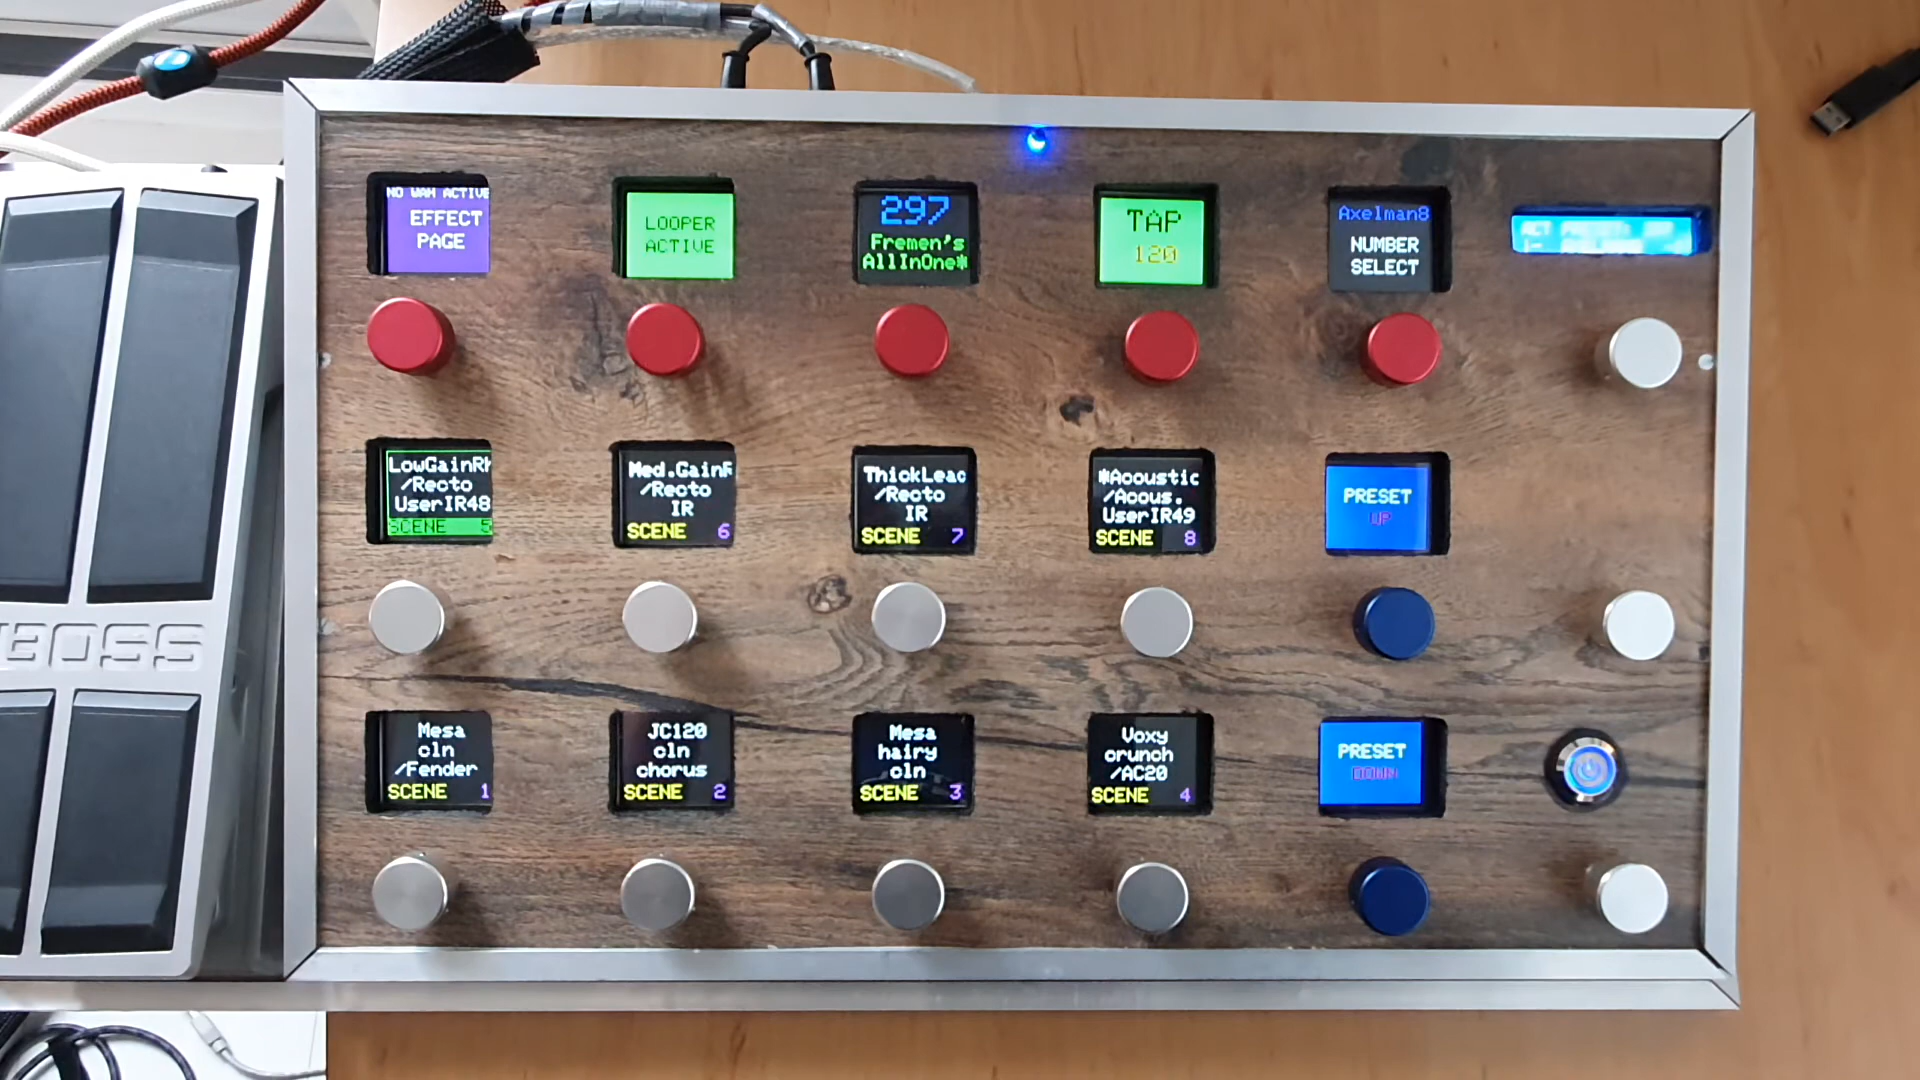 NO WAH ACTIVE
EFFECT
PAGE
LOOPER
ACTIVE
297
Fremen's
AllInOne*
TAP
120
Axelman8
NUMBER
SELECT
LowGainRh
/Recto
UserIR48
SCENE 5
Med.GainR
/Recto
IR
SCENE 6
ThickLead
/Recto
IR
SCENE 7
*Acoustic
/Acous.
UserIR49
SCENE 8
PRESET
UP
BOSS
Mesa
cln
/Fender
SCENE 1
JC120
cln
chorus
SCENE 2
Mesa
hairy
cln
SCENE 3
Voxy
crunch
/AC20
SCENE 4
PRESET
DOWN